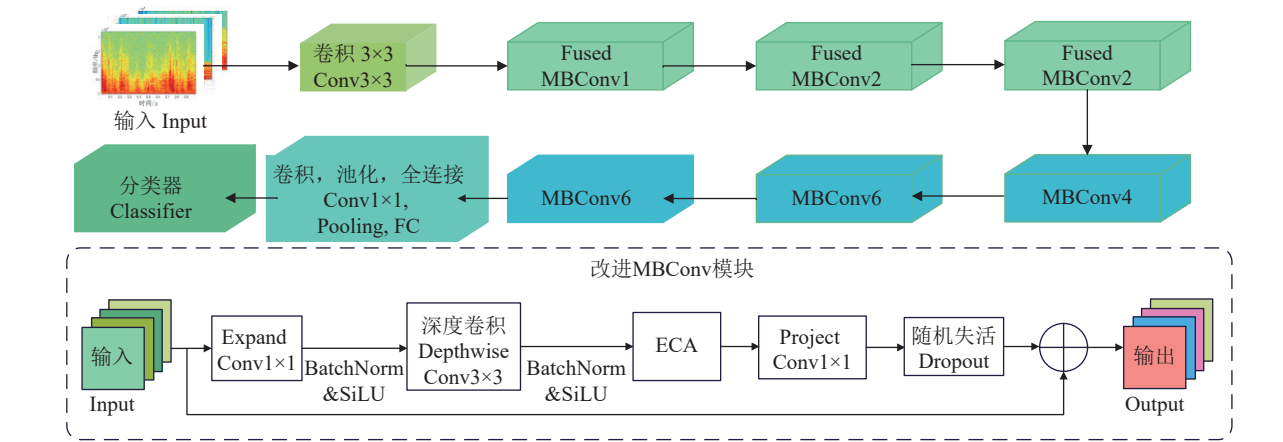 卷积 3×3
Conv3×3
Fused
MBConv1
Fused
MBConv2
Fused
MBConv2
时间/s
输入 Input
分类器
Classifier
卷积，池化，全连接
Conv1×1,
Pooling, FC
MBConv6
MBConv6
MBConv4
改进MBConv模块
输入
Input
Expand
Conv1×1
BatchNorm
&SiLU
深度卷积
Depthwise
Conv3×3
BatchNorm
&SiLU
ECA
Project
Conv1×1
随机失活
Dropout
输出
Output